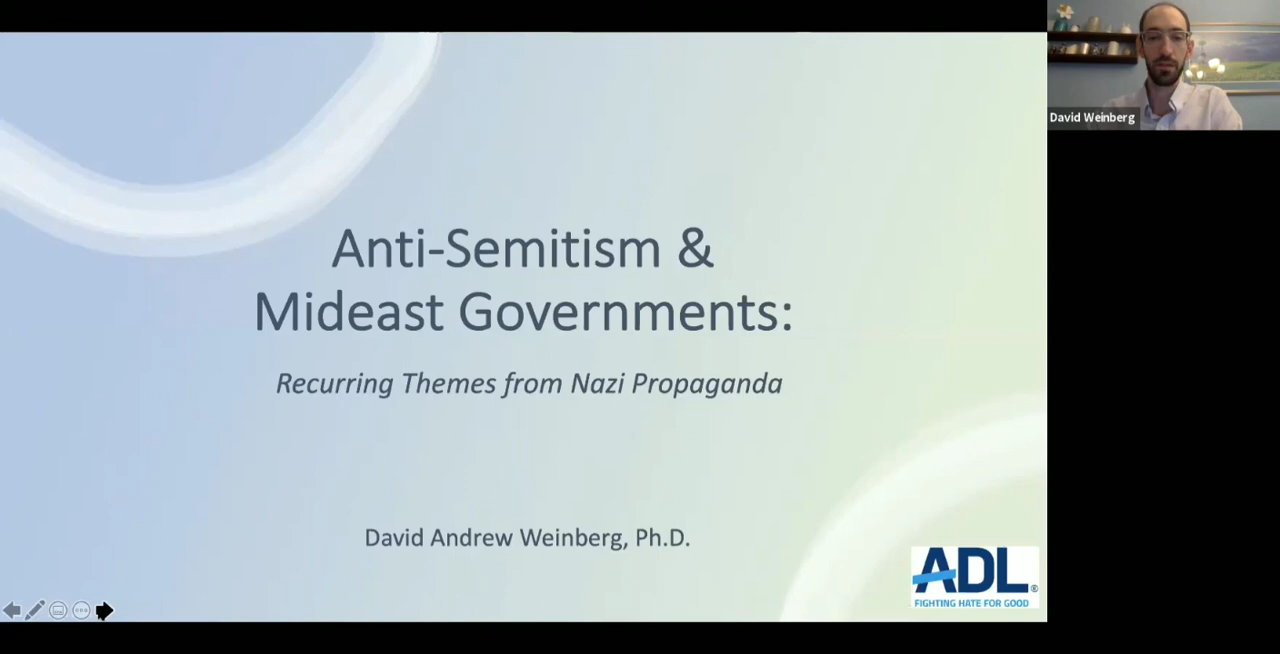 Anti-Semitism &
Mideast Governments:
Recurring Themes from Nazi Propaganda
David Andrew Weinberg, Ph.D.
ADL®
FIGHTING HATE FOR GOOD
David Weinberg